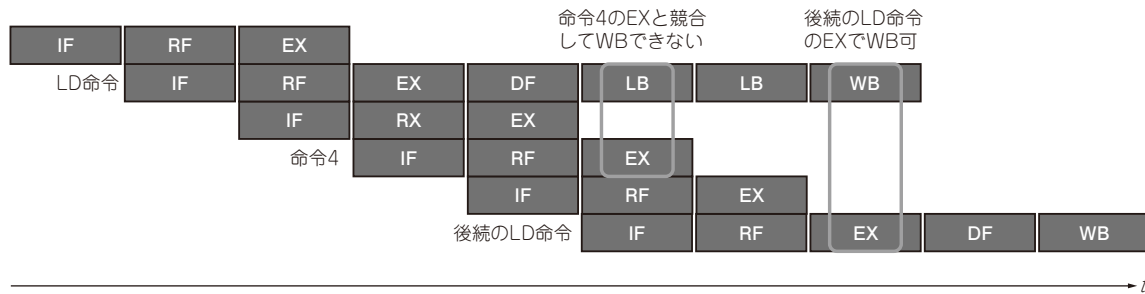 命令4のEXと競合
してWBできない
後続のLD命令
のEXでWB可
IF RF EX
LD命令 IF RF EX DF LB LB WB
IF RX EX
命令4 IF RF EX
IF RF EX
後続のLD命令 IF RF EX DF WB